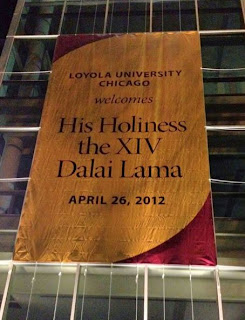 LOYOLA UNIVERSITY
CHICAGO
welcomes
His Holiness
the XIV
Dalai Lama
APRIL 26, 2012